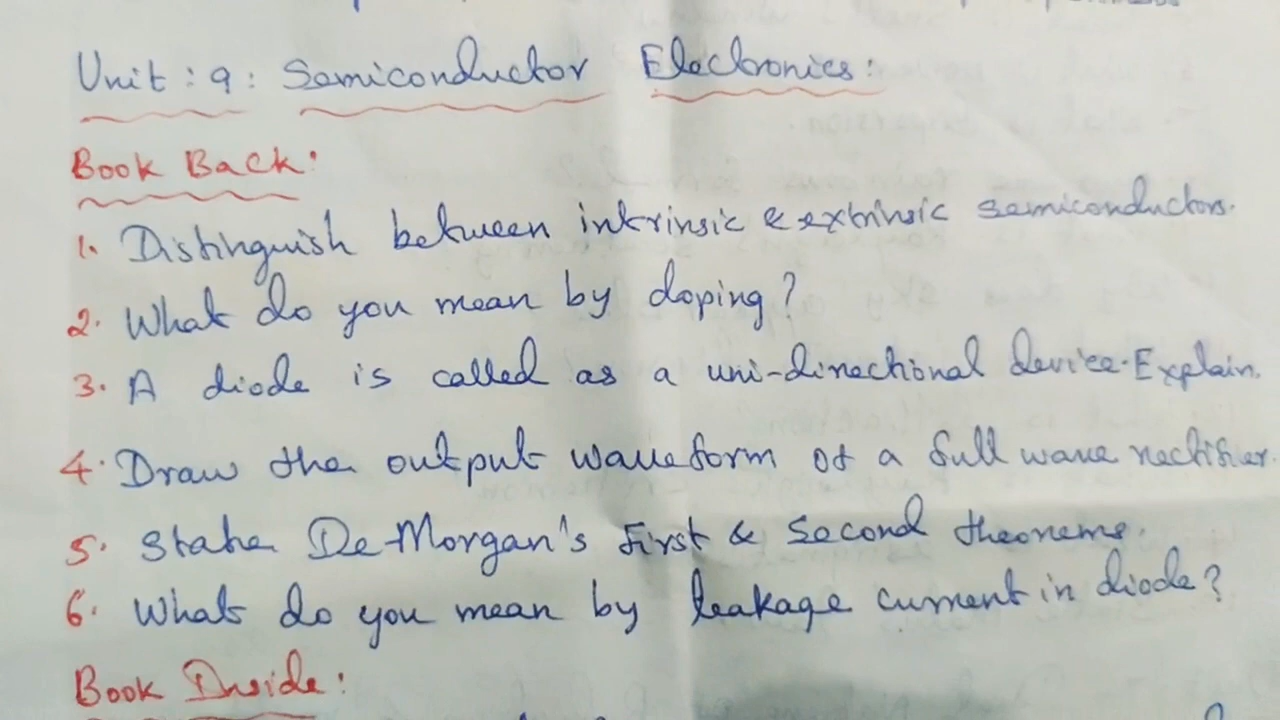 Unit : 9 : Semiconductor Electronics :
Book Back :
1. Distinguish between intrinsic & extrinsic semiconductors.
2. What do you mean by doping?
3. A diode is called as a uni-directional device. Explain.
4. Draw the output waveform of a full wave rectifier.
5. State De-Morgan's First & Second theorems.
6. What do you mean by leakage current in diode?
Book Inside :